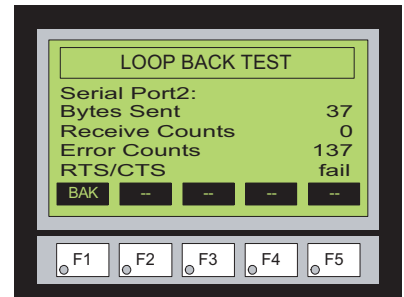 LOOP BACK TEST
Serial Port2:
Bytes Sent 37
Receive Counts 0
Error Counts 137
RTS/CTS fail
BAK -- -- -- --
F1 F2 F3 F4 F5